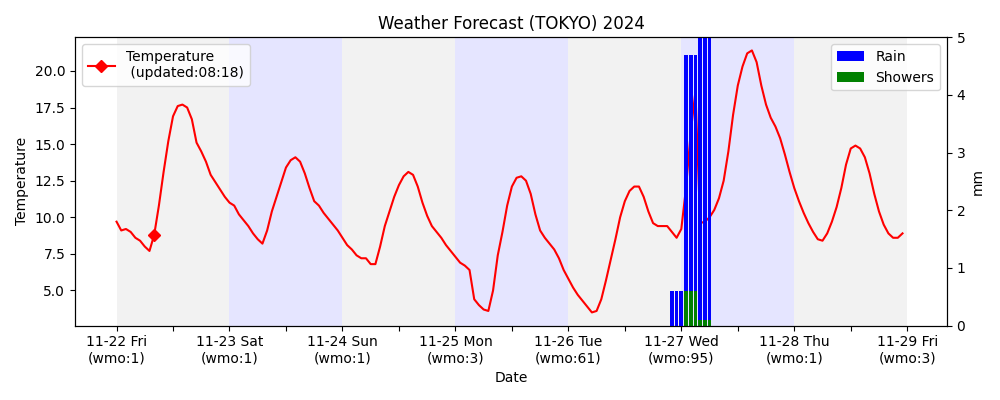 Weather Forecast (TOKYO) 2024
Temperature
(updated:08:18)
Rain
Showers
Temperature
20.0
17.5
15.0
12.5
10.0
7.5
5.0
5
4
3
2
1
0
mm
11-22 Fri
(wmo:1)
11-23 Sat
(wmo:1)
11-24 Sun
(wmo:1)
11-25 Mon
(wmo:3)
11-26 Tue
(wmo:61)
11-27 Wed
(wmo:95)
11-28 Thu
(wmo:1)
11-29 Fri
(wmo:3)
Date